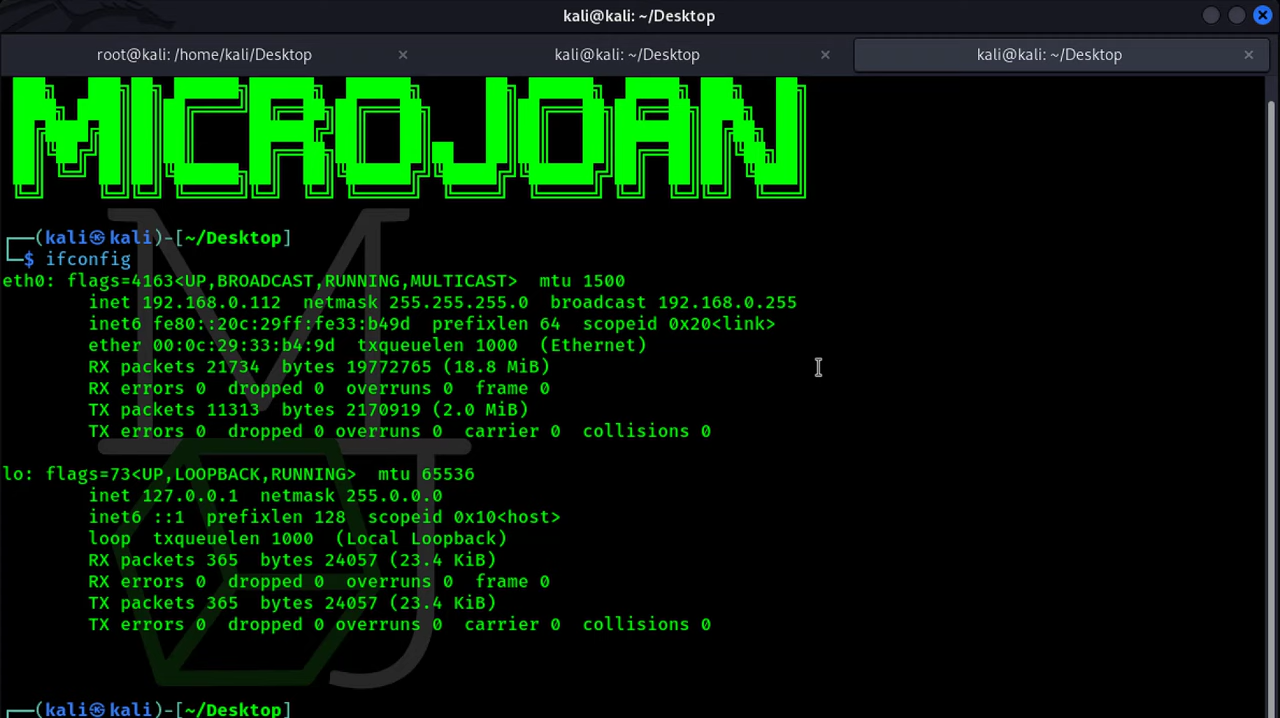 kali@kali: ~/Desktop
root@kali: /home/kali/Desktop
kali@kali: ~/Desktop
kali@kali: ~/Desktop
MICROJOAN
(kali㉿kali)-[~/Desktop]
$ ifconfig
eth0: flags=4163<UP,BROADCAST,RUNNING,MULTICAST>  mtu 1500
inet 192.168.0.112  netmask 255.255.255.0  broadcast 192.168.0.255
inet6 fe80::20c:29ff:fe33:b49d  prefixlen 64  scopeid 0x20<link>
ether 00:0c:29:33:b4:9d  txqueuelen 1000  (Ethernet)
RX packets 21734  bytes 19772765 (18.8 MiB)
RX errors 0  dropped 0  overruns 0  frame 0
TX packets 11313  bytes 2170919 (2.0 MiB)
TX errors 0  dropped 0 overruns 0  carrier 0  collisions 0
lo: flags=73<UP,LOOPBACK,RUNNING>  mtu 65536
inet 127.0.0.1  netmask 255.0.0.0
inet6 ::1  prefixlen 128  scopeid 0x10<host>
loop  txqueuelen 1000  (Local Loopback)
RX packets 365  bytes 24057 (23.4 KiB)
RX errors 0  dropped 0  overruns 0  frame 0
TX packets 365  bytes 24057 (23.4 KiB)
TX errors 0  dropped 0 overruns 0  carrier 0  collisions 0
(kali㉿kali)-[~/Desktop]
M
J